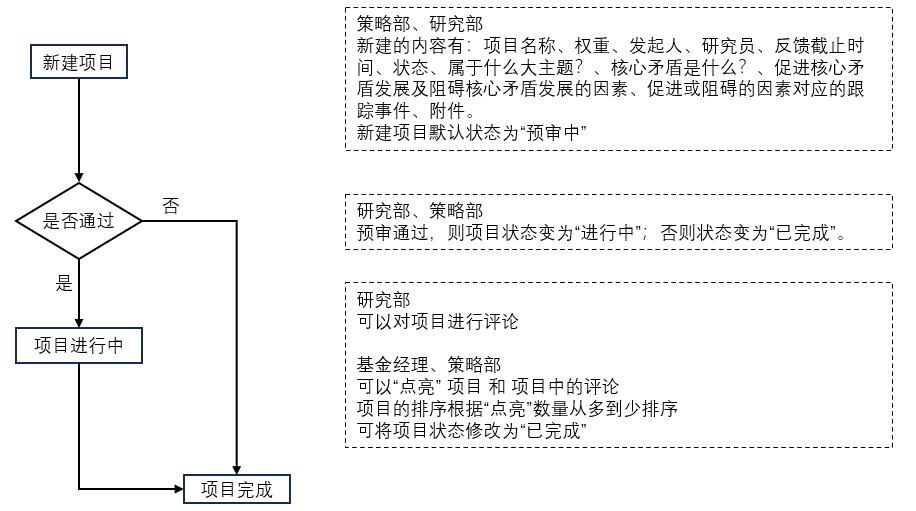 新建项目
策略部、研究部
新建的内容有：项目名称、权重、发起人、研究员、反馈截止时
间、状态、属于什么大主题？、核心矛盾是什么？、促进核心矛
盾发展及阻碍核心矛盾发展的因素、促进或阻碍的因素对应的跟
踪事件、附件。
新建项目默认状态为“预审中”
是否通过
否
是
研究部、策略部
预审通过，则项目状态变为“进行中”；否则状态变为“已完成”。
项目进行中
研究部
可以对项目进行评论
基金经理、策略部
可以“点亮” 项目 和 项目中的评论
项目的排序根据“点亮”数量从多到少排序
可将项目状态修改为“已完成”
项目完成